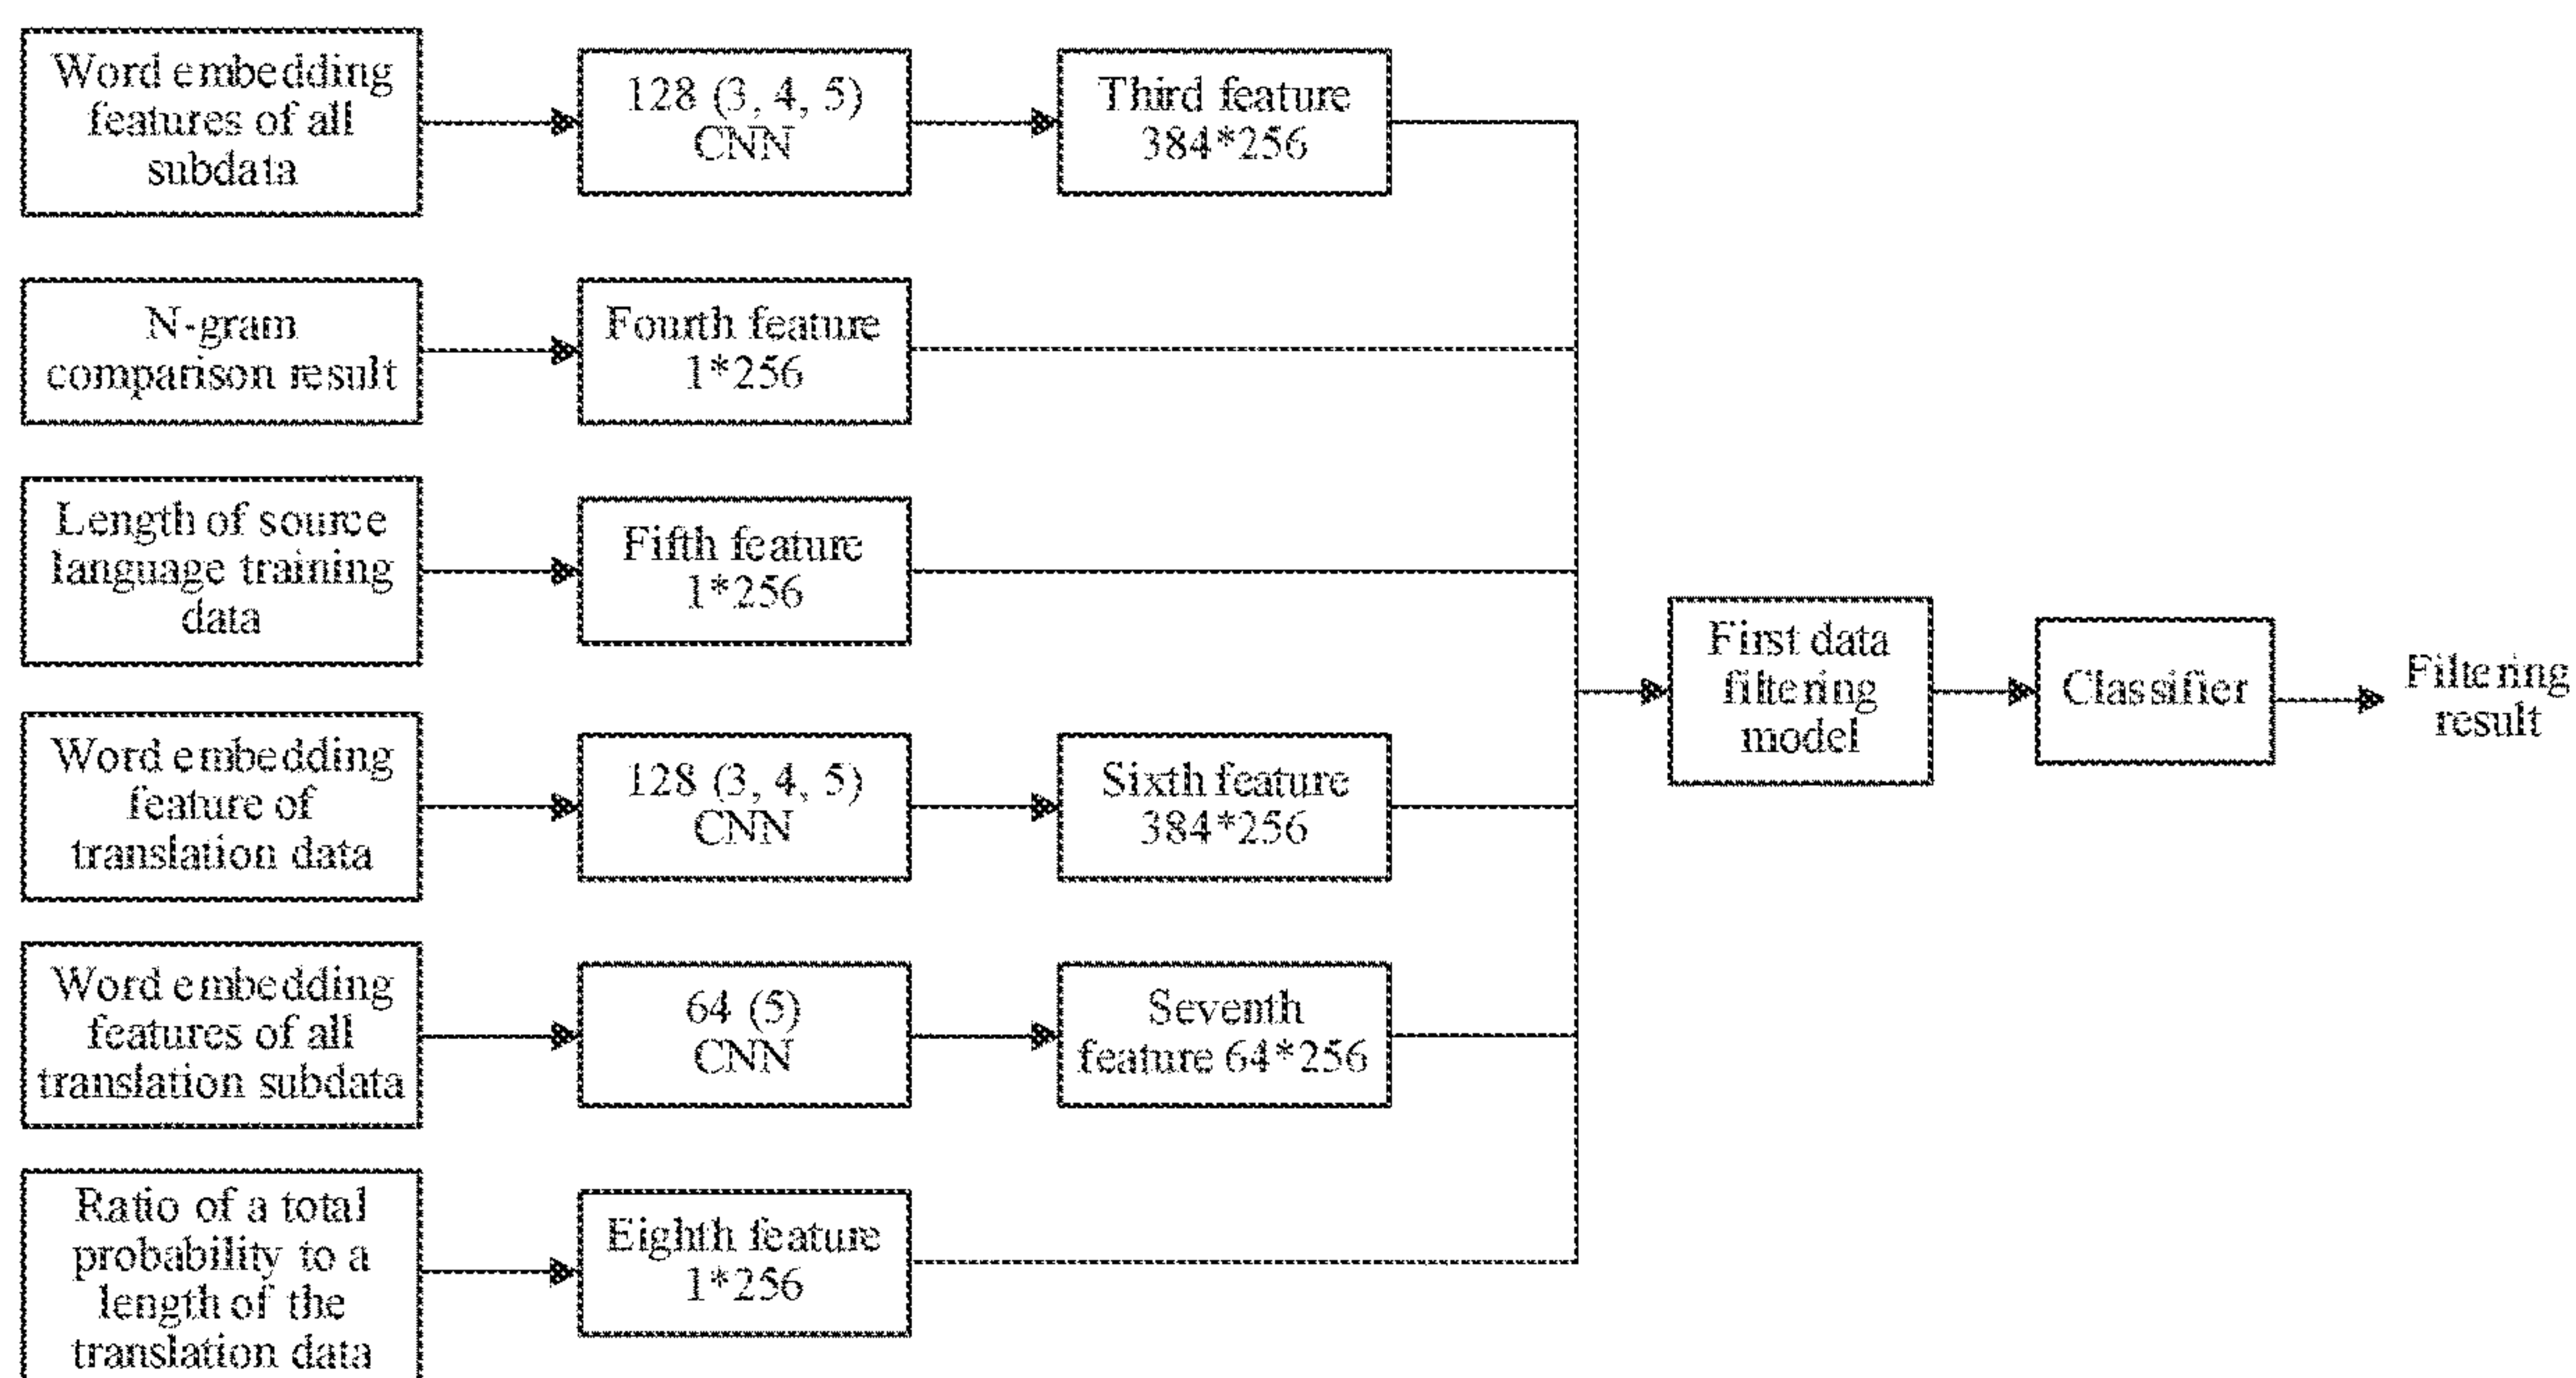 Word embedding
features of all
subdata
128 (3, 4, 5)
CNN
Third feature
384*256
N-gram
comparison result
Fourth feature
1*256
Length of source
language training
data
Fifth feature
1*256
Word embedding
feature of
translation data
128 (3, 4, 5)
CNN
Sixth feature
384*256
Word embedding
features of all
translation subdata
64 (5)
CNN
Seventh
feature 64*256
Ratio of a total
probability to a
length of the
translation data
Eighth feature
1*256
First data
filtering
model
Classifier
Filtering
result